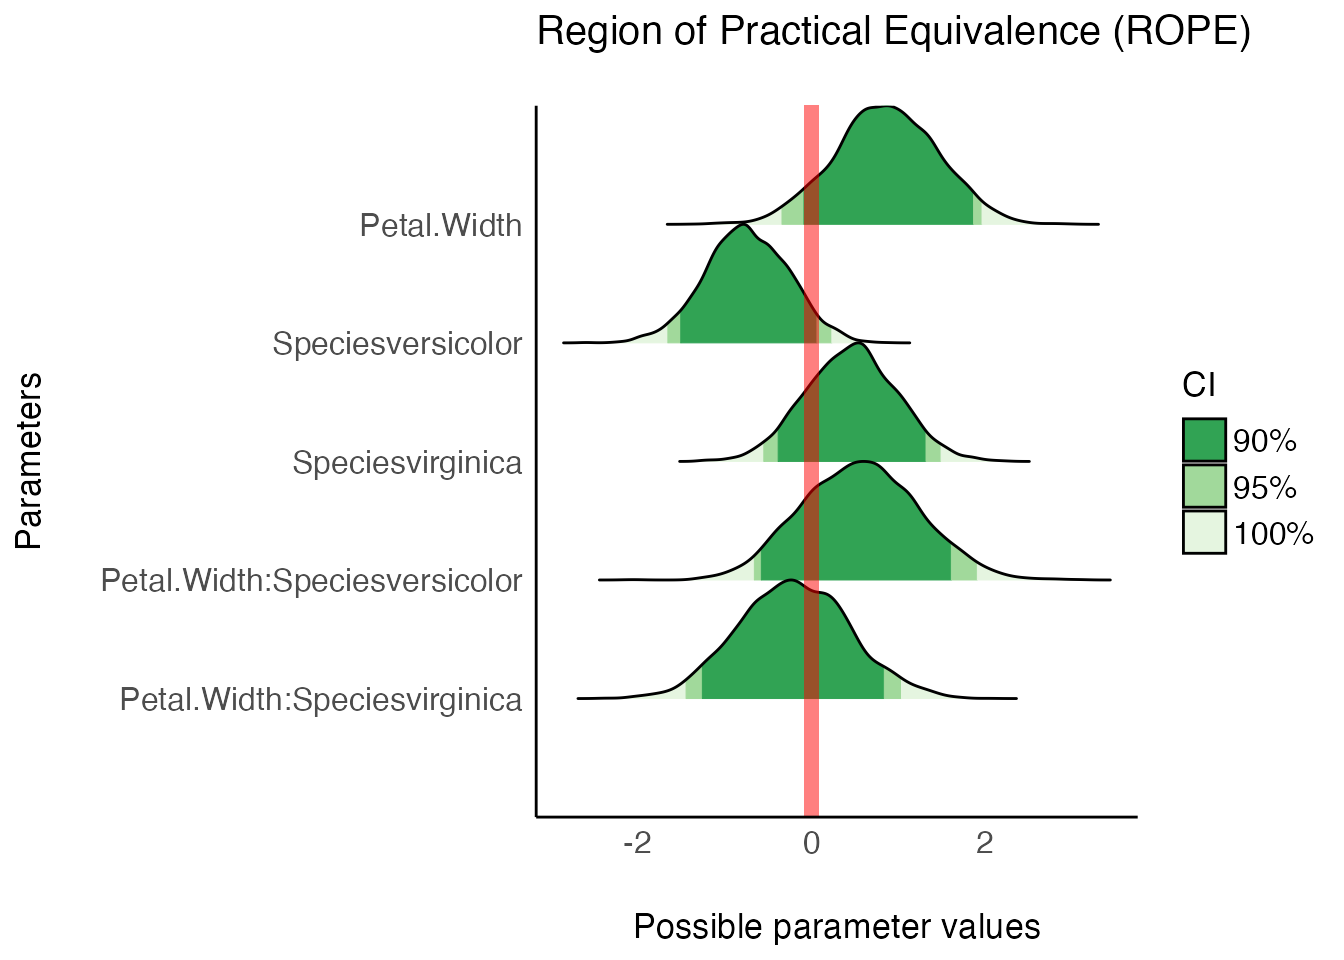 Region of Practical Equivalence (ROPE)
Petal.Width
Speciesversicolor
Speciesvirginica
Petal.Width:Speciesversicolor
Petal.Width:Speciesvirginica
Parameters
-2
0
2
Possible parameter values
CI
90%
95%
100%